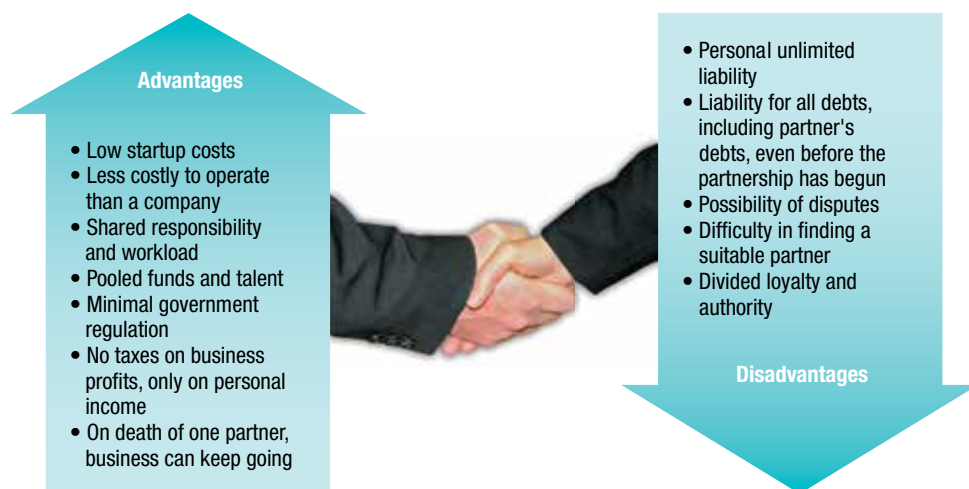 Advantages
• Low startup costs
• Less costly to operate
than a company
• Shared responsibility
and workload
• Pooled funds and talent
• Minimal government
regulation
• No taxes on business
profits, only on personal
income
• On death of one partner,
business can keep going
• Personal unlimited
liability
• Liability for all debts,
including partner's
debts, even before the
partnership has begun
• Possibility of disputes
• Difficulty in finding a
suitable partner
• Divided loyalty and
authority
Disadvantages